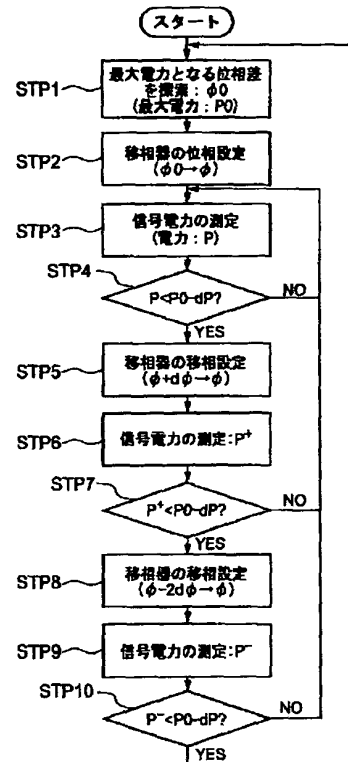 スタート
STP1
最大電力となる位相差
を探索：φ0
(最大電力：P0)
STP2
移相器の位相設定
(φ0→φ)
STP3
信号電力の測定
(電力：P)
STP4
P<P0-dP?
NO
YES
STP5
移相器の移相設定
(φ+dφ→φ)
STP6
信号電力の測定:P⁺
STP7
P⁺<P0-dP?
NO
YES
STP8
移相器の移相設定
(φ-2dφ→φ)
STP9
信号電力の測定:P⁻
STP10
P⁻<P0-dP?
NO
YES